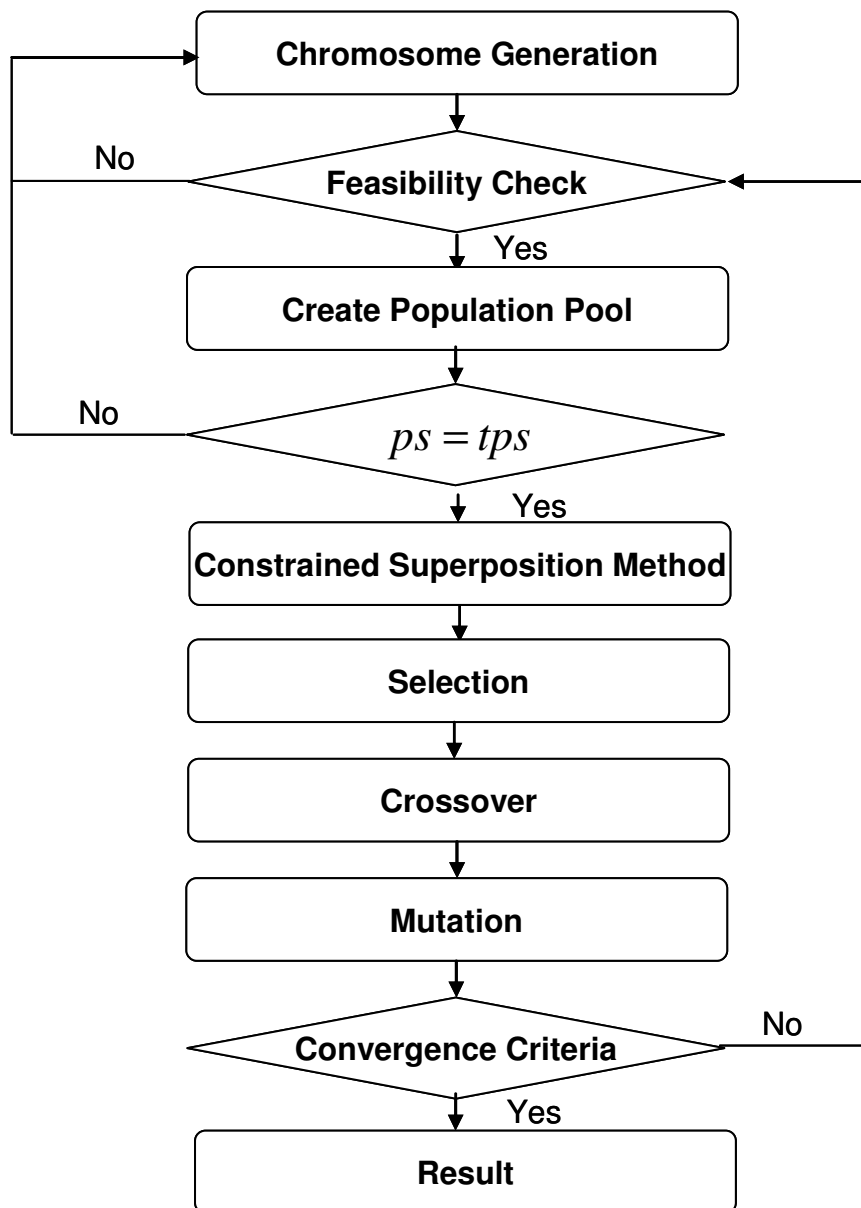 Chromosome Generation
No
Feasibility Check
Yes
Create Population Pool
No
ps = tps
Yes
Constrained Superposition Method
Selection
Crossover
Mutation
No
Convergence Criteria
Yes
Result